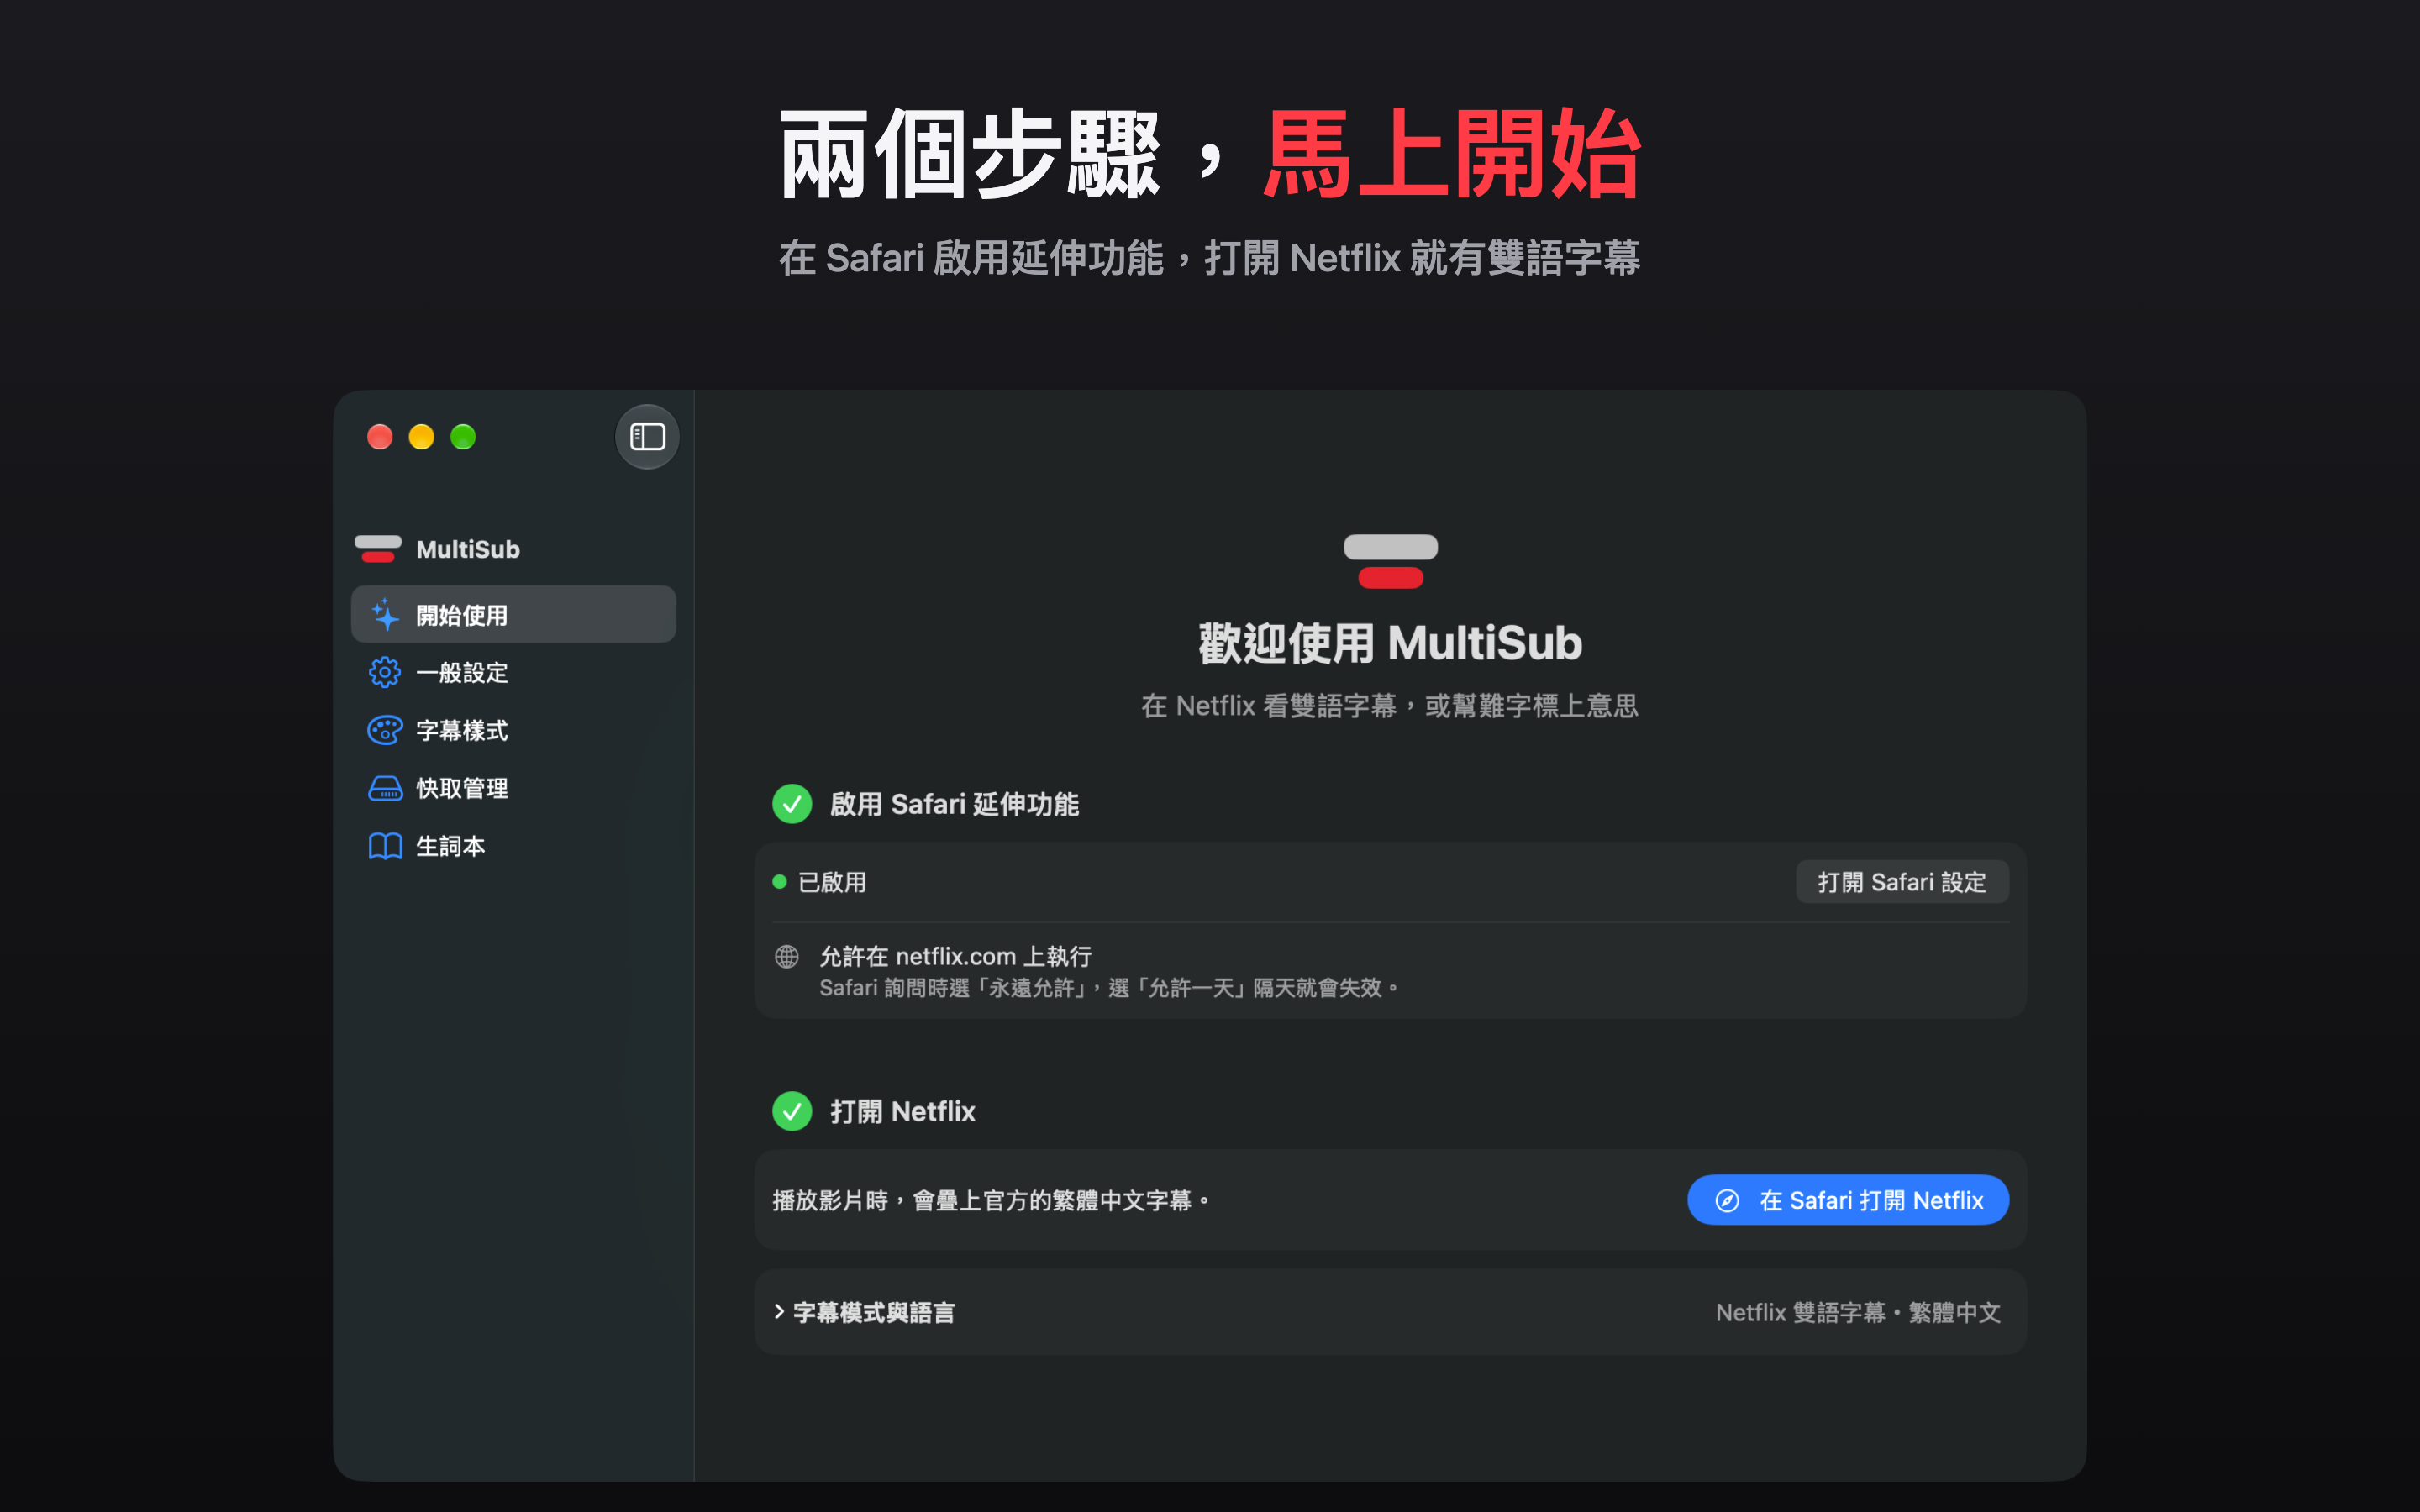 兩個步驟，馬上開始
在 Safari 啟用延伸功能，打開 Netflix 就有雙語字幕
MultiSub
開始使用
一般設定
字幕樣式
快取管理
生詞本
歡迎使用 MultiSub
在 Netflix 看雙語字幕，或幫難字標上意思
啟用 Safari 延伸功能
已啟用
打開 Safari 設定
允許在 netflix.com 上執行
Safari 詢問時選「永遠允許」，選「允許一天」隔天就會失效。
打開 Netflix
播放影片時，會疊上官方的繁體中文字幕。
在 Safari 打開 Netflix
字幕模式與語言
Netflix 雙語字幕・繁體中文